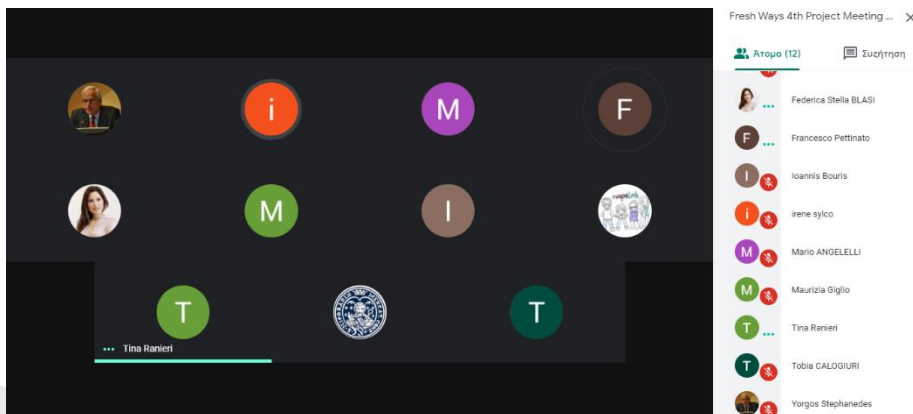 Fresh Ways 4th Project Meeting ...
Άτομα (12)
Συζήτηση
i
M
F
M
I
T
T
Tina Ranieri
Federica Stella BLASI
F
Francesco Pettinato
I
Ioannis Bouris
i
irene sylco
M
Mario ANGELELLI
M
Maurizia Giglio
T
Tina Ranieri
T
Tobia CALOGIURI
Yorgos Stephanedes